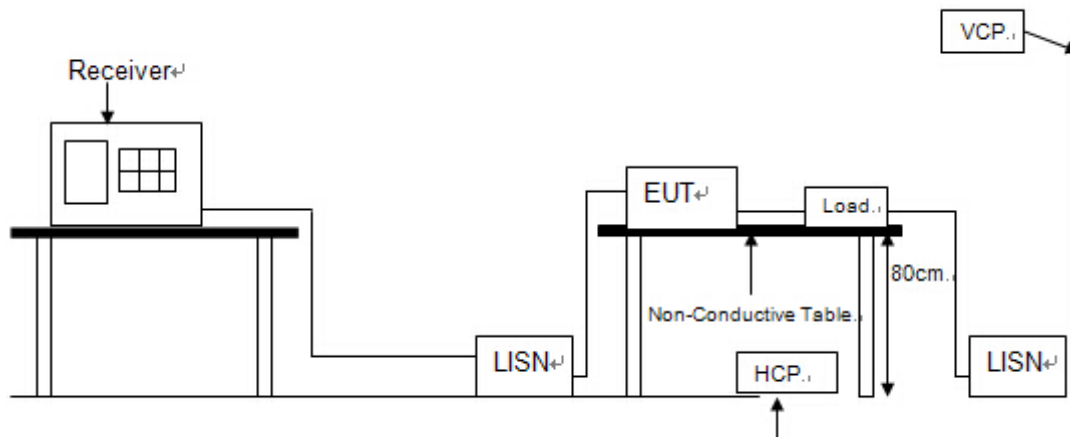 VCP.
Receiver↵
EUT↵
Load.
80cm.
Non-Conductive Table.
LISN↵
HCP.
LISN↵